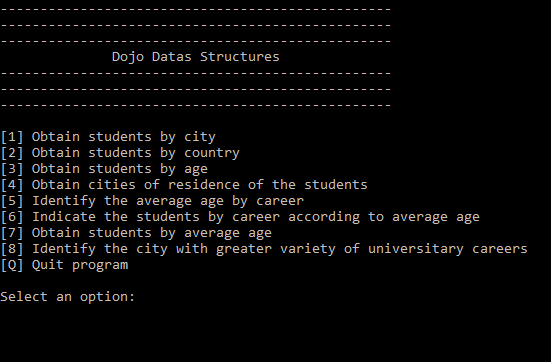 -------------------------------------------------
-------------------------------------------------
-------------------------------------------------
Dojo Datas Structures
-------------------------------------------------
-------------------------------------------------
-------------------------------------------------
[1] Obtain students by city
[2] Obtain students by country
[3] Obtain students by age
[4] Obtain cities of residence of the students
[5] Identify the average age by career
[6] Indicate the students by career according to average age
[7] Obtain students by average age
[8] Identify the city with greater variety of universitary careers
[Q] Quit program
Select an option: